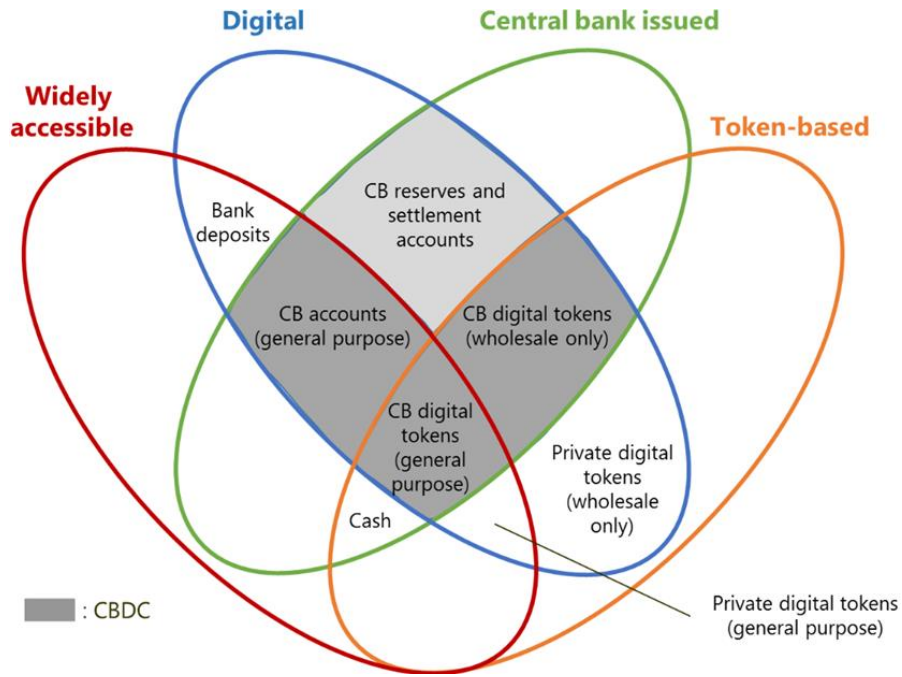 Digital
Central bank issued
Widely
accessible
Token-based
Bank
deposits
CB reserves and
settlement
accounts
CB accounts
(general purpose)
CB digital tokens
(wholesale only)
CB digital
tokens
(general
purpose)
Private digital
tokens
(wholesale
only)
Cash
Private digital tokens
(general purpose)
: CBDC